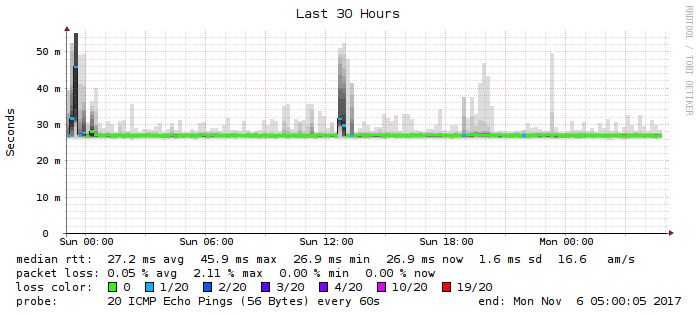 Last 30 Hours
RRDTOOL / TOBI OETIKER
Seconds
50 m
40 m
30 m
20 m
10 m
0
Sun 00:00 Sun 06:00 Sun 12:00 Sun 18:00 Mon 00:00
median rtt: 27.2 ms avg 45.9 ms max 26.9 ms min 26.9 ms now 1.6 ms sd 16.6 am/s
packet loss: 0.05 % avg 2.11 % max 0.00 % min 0.00 % now
loss color: 0 1/20 2/20 3/20 4/20 10/20 19/20
probe: 20 ICMP Echo Pings (56 Bytes) every 60s end: Mon Nov 6 05:00:05 2017